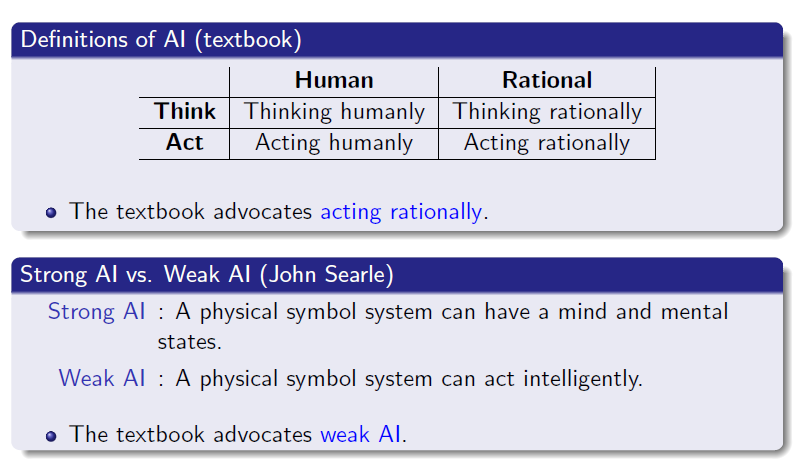 Definitions of AI (textbook)
Human Rational
Think Thinking humanly Thinking rationally
Act Acting humanly Acting rationally
The textbook advocates acting rationally.
Strong AI vs. Weak AI (John Searle)
Strong AI : A physical symbol system can have a mind and mental
states.
Weak AI : A physical symbol system can act intelligently.
The textbook advocates weak AI.